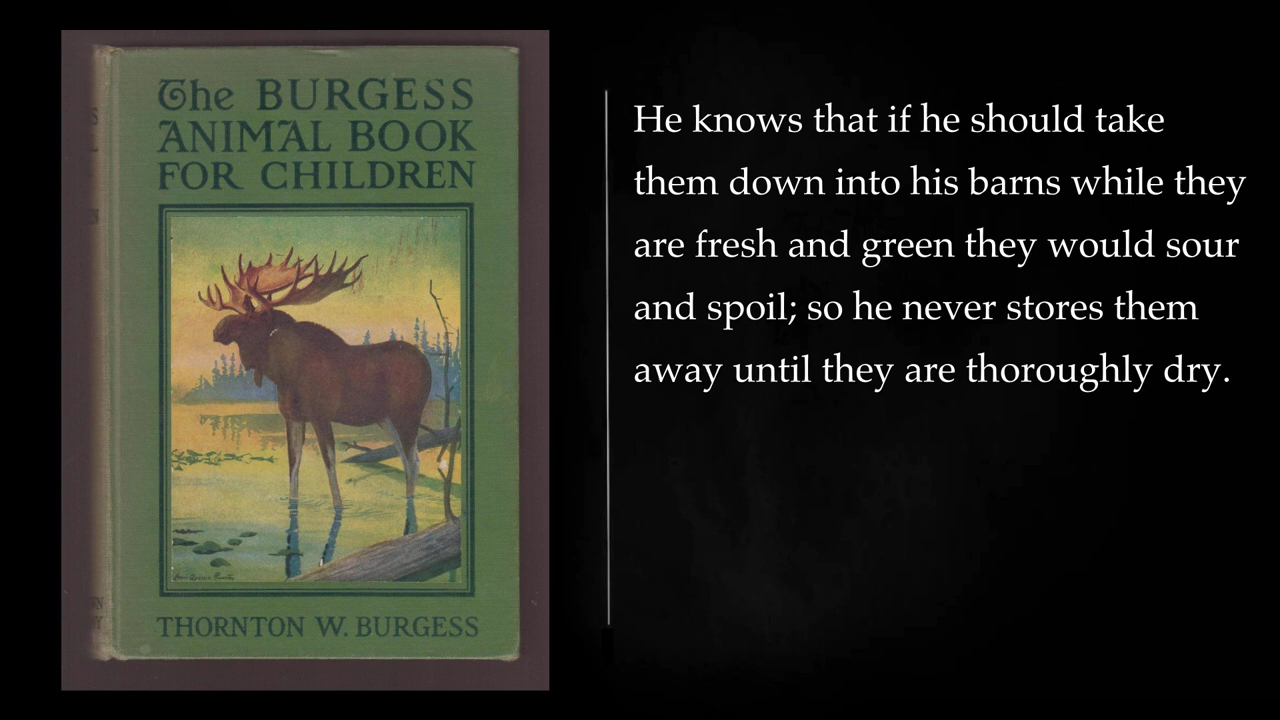 The BURGESS
ANIMAL BOOK
FOR CHILDREN
THORNTON W. BURGESS
He knows that if he should take
them down into his barns while they
are fresh and green they would sour
and spoil; so he never stores them
away until they are thoroughly dry.